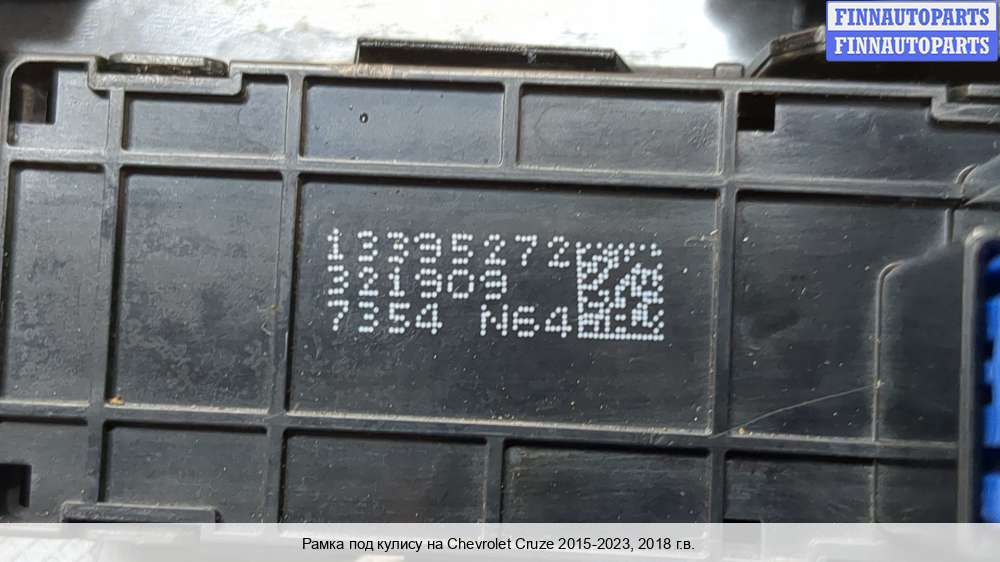 FINNAUTOPARTS
FINNAUTOPARTS
13395272
321909
7354 N64
Рамка под кулису на Chevrolet Cruze 2015-2023, 2018 г.в.